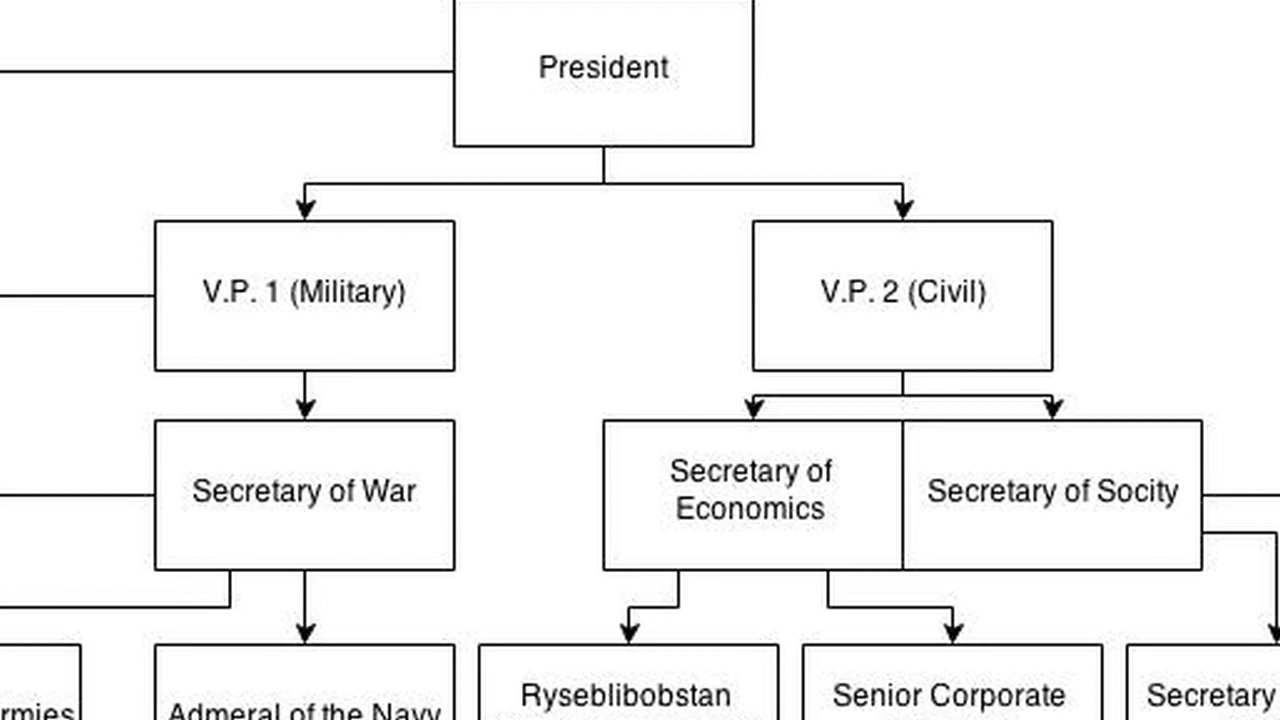 President
V.P. 1 (Military)
V.P. 2 (Civil)
Secretary of War
Secretary of
Economics
Secretary of Socity
Ryseblibobstan
Senior Corporate
Secretary
rmies
Admeral of the Navy